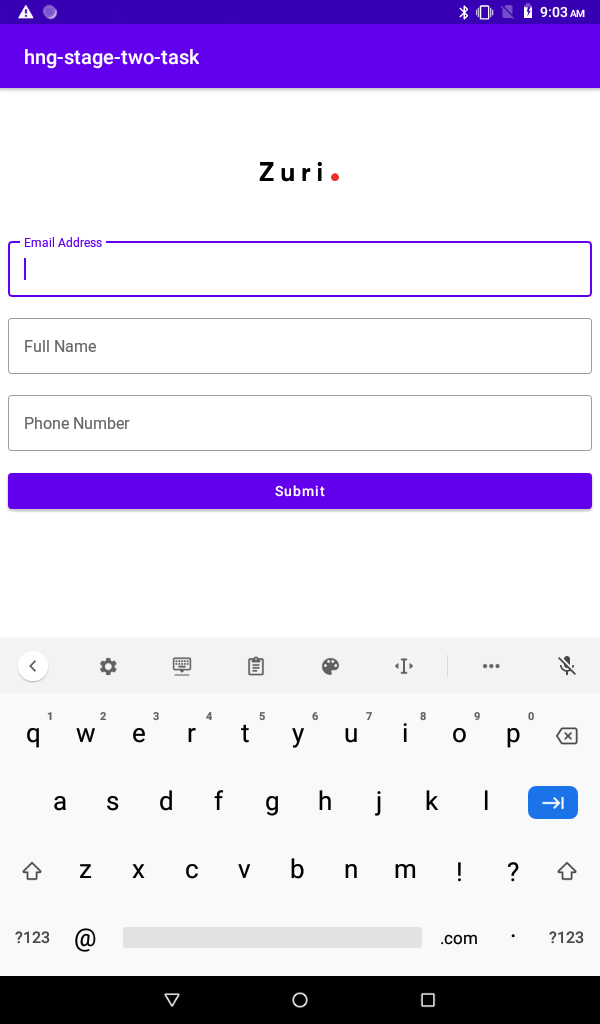 9:03 AM
hng-stage-two-task
Zuri.
Email Address
Full Name
Phone Number
Submit
1 2 3 4 5 6 7 8 9 0
q w e r t y u i o p
a s d f g h j k l
z x c v b n m ! ?
?123 @ .com . ?123